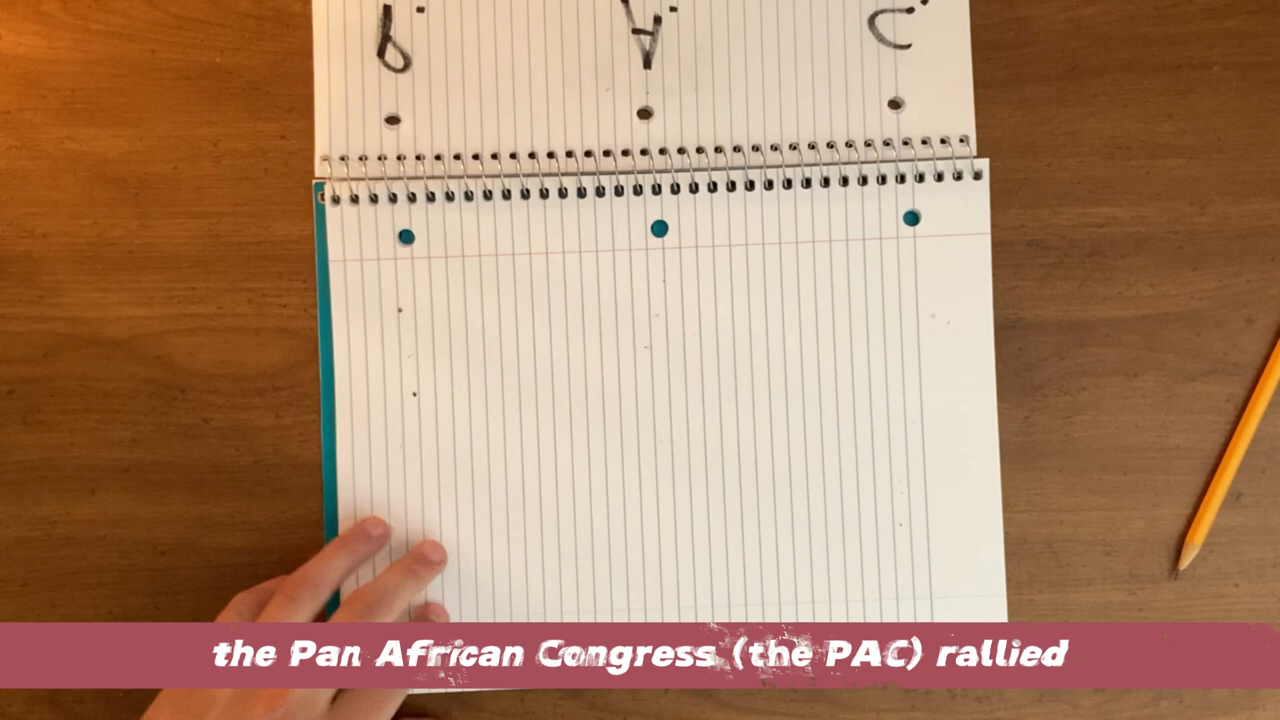 P. A. C.
the Pan African Congress (the PAC) rallied